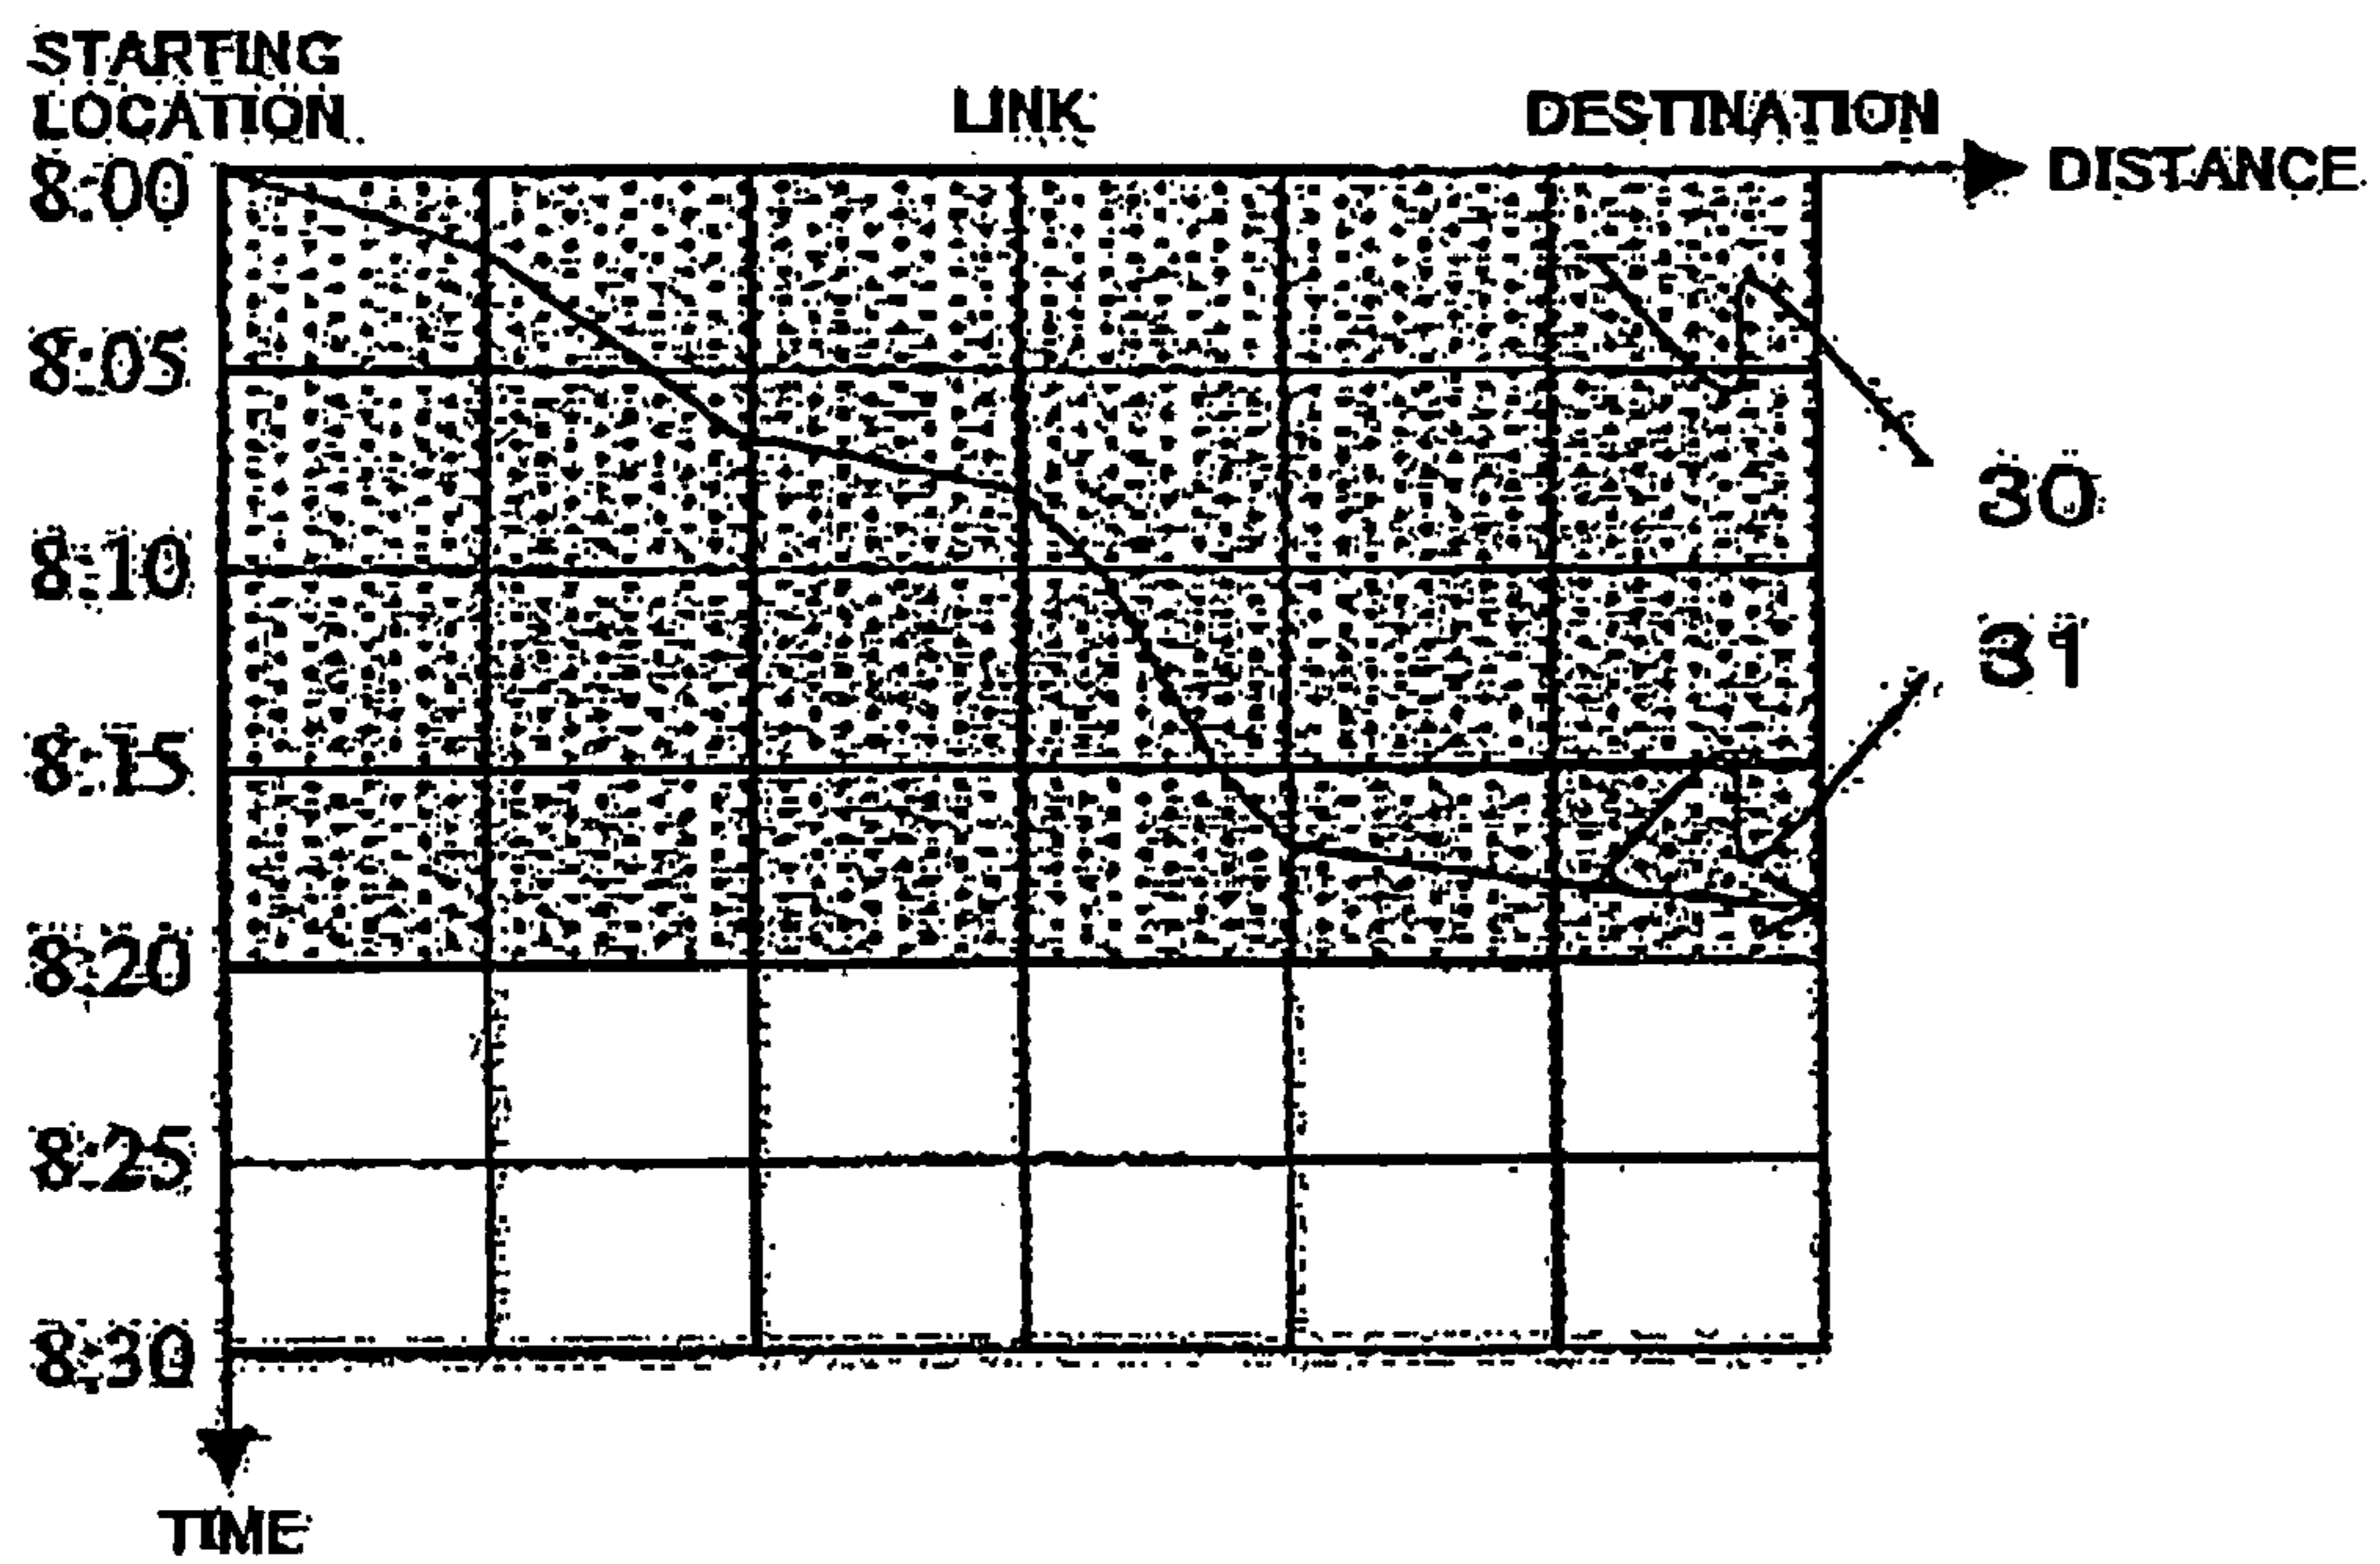 STARTING
LOCATION
LINK
DESTINATION
DISTANCE
8:00
8:05
8:10
8:15
8:20
8:25
8:30
30
31
TIME